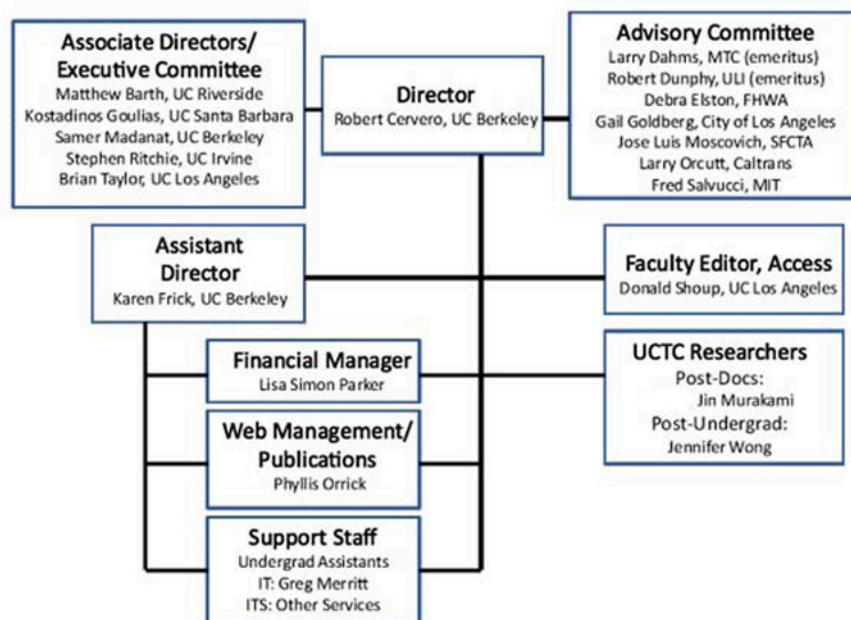 Associate Directors/
Executive Committee
Matthew Barth, UC Riverside
Kostadinos Goulias, UC Santa Barbara
Samer Madanat, UC Berkeley
Stephen Ritchie, UC Irvine
Brian Taylor, UC Los Angeles
Director
Robert Cervero, UC Berkeley
Advisory Committee
Larry Dahms, MTC (emeritus)
Robert Dunphy, ULI (emeritus)
Debra Elston, FHWA
Gail Goldberg, City of Los Angeles
Jose Luis Moscovich, SFCTA
Larry Orcutt, Caltrans
Fred Salvucci, MIT
Assistant
Director
Karen Frick, UC Berkeley
Faculty Editor, Access
Donald Shoup, UC Los Angeles
Financial Manager
Lisa Simon Parker
UCTC Researchers
Post-Docs:
Jin Murakami
Post-Undergrad:
Jennifer Wong
Web Management/
Publications
Phyllis Orrick
Support Staff
Undergrad Assistants
IT: Greg Merritt
ITS: Other Services